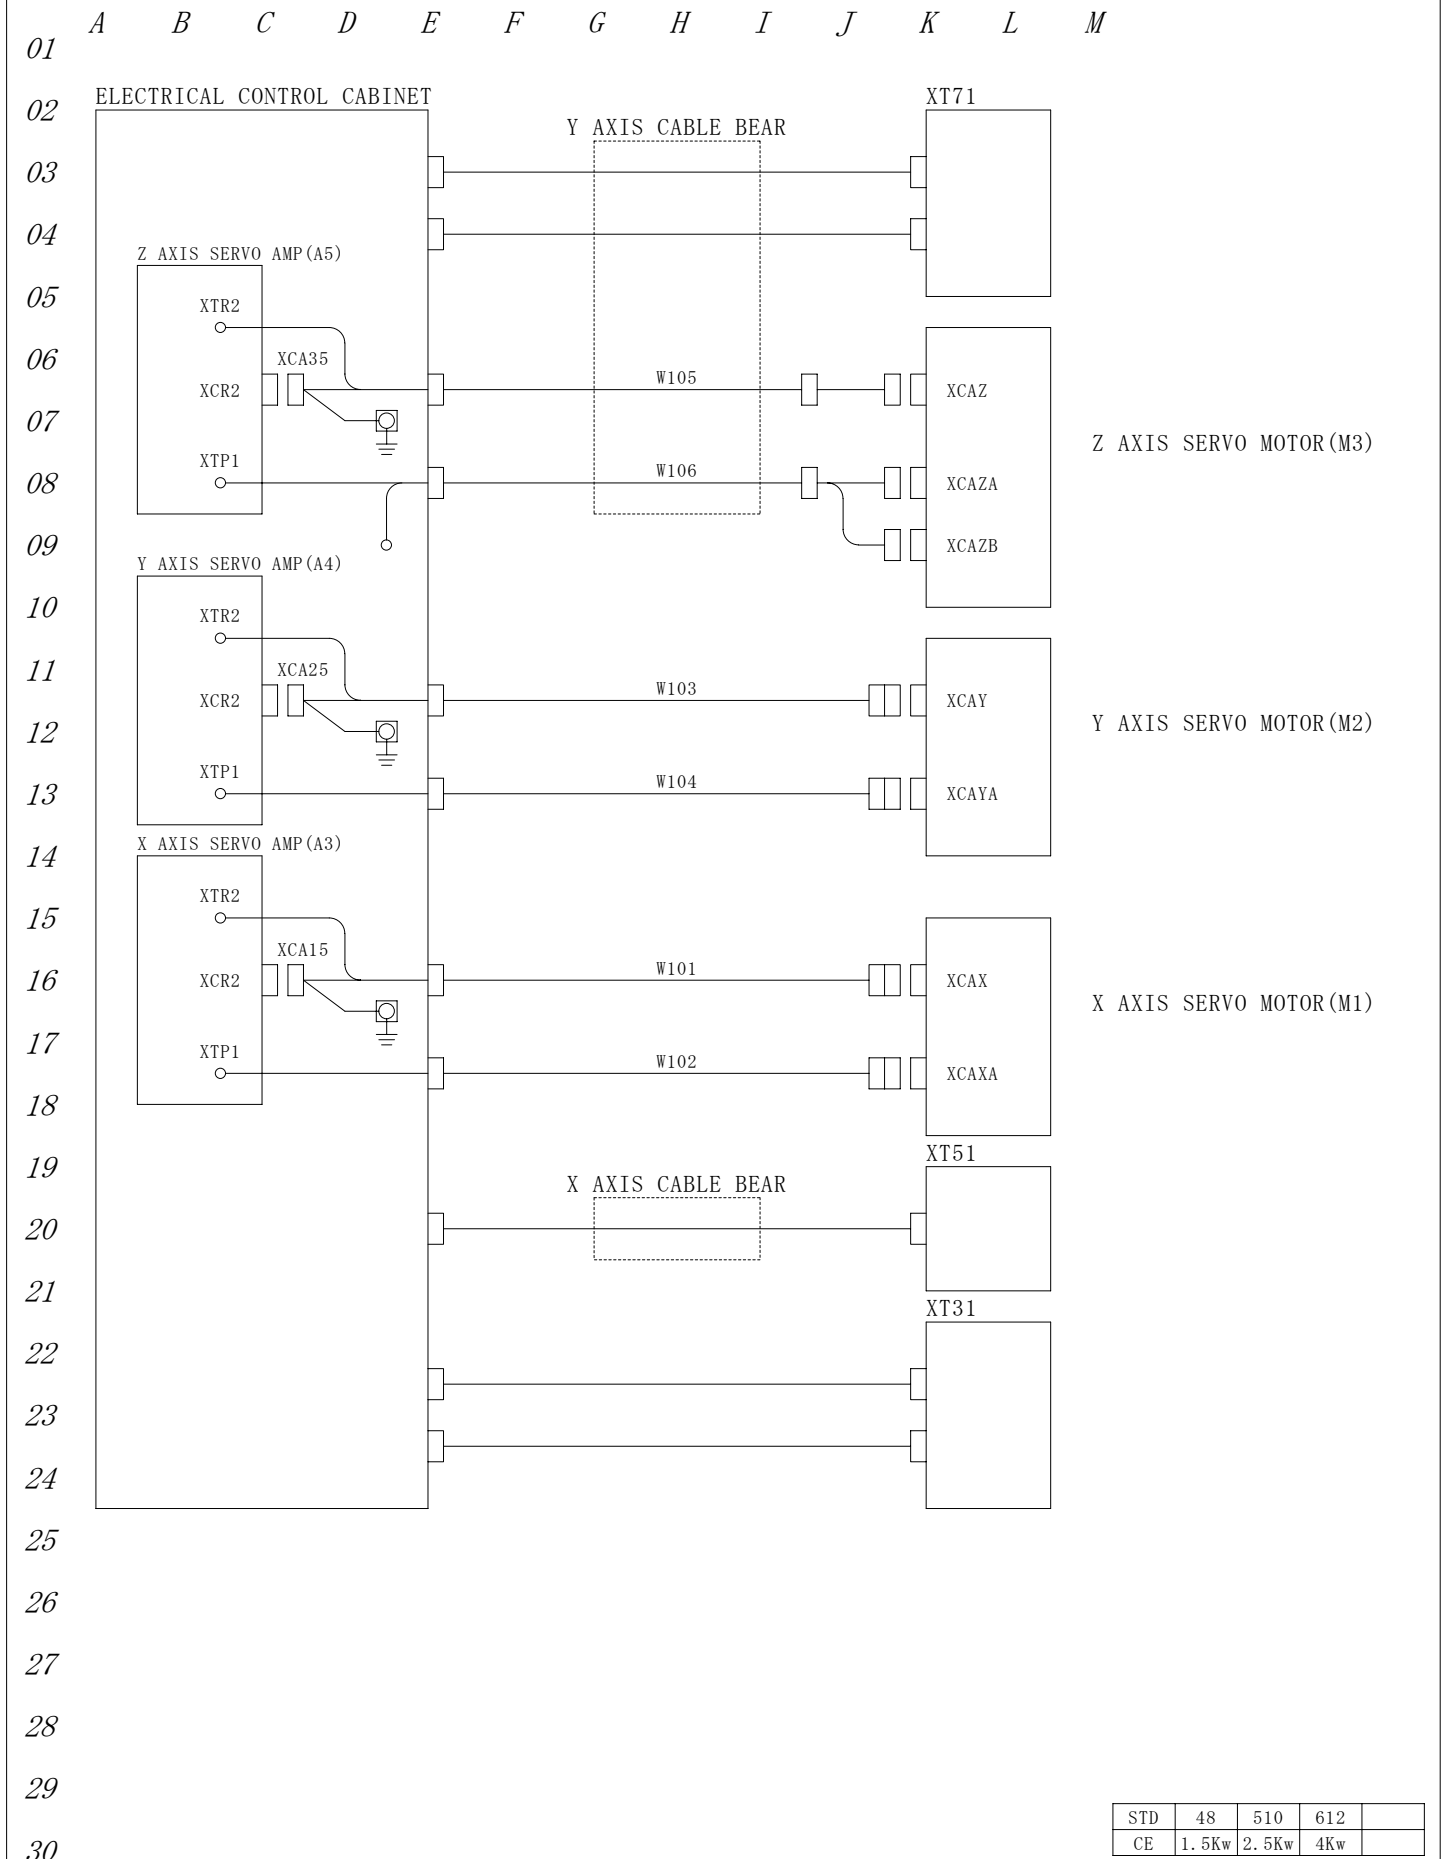 A B C D E F G H I J K L M
01
ELECTRICAL CONTROL CABINET
XT71
02
Y AXIS CABLE BEAR
03
04
Z AXIS SERVO AMP(A5)
05
XTR2
06
XCA35
W105
XCR2
XCAZ
07
Z AXIS SERVO MOTOR(M3)
XTP1
W106
08
XCAZA
09
XCAZB
Y AXIS SERVO AMP(A4)
10
XTR2
11
XCA25
W103
XCR2
XCAY
12
Y AXIS SERVO MOTOR(M2)
XTP1
W104
13
XCAYA
X AXIS SERVO AMP(A3)
14
XTR2
15
XCA15
W101
16
XCR2
XCAX
X AXIS SERVO MOTOR(M1)
17
XTP1
W102
XCAXA
18
XT51
19
X AXIS CABLE BEAR
20
21
XT31
22
23
24
25
26
27
28
29
STD 48 510 612
CE 1.5Kw 2.5Kw 4Kw
30